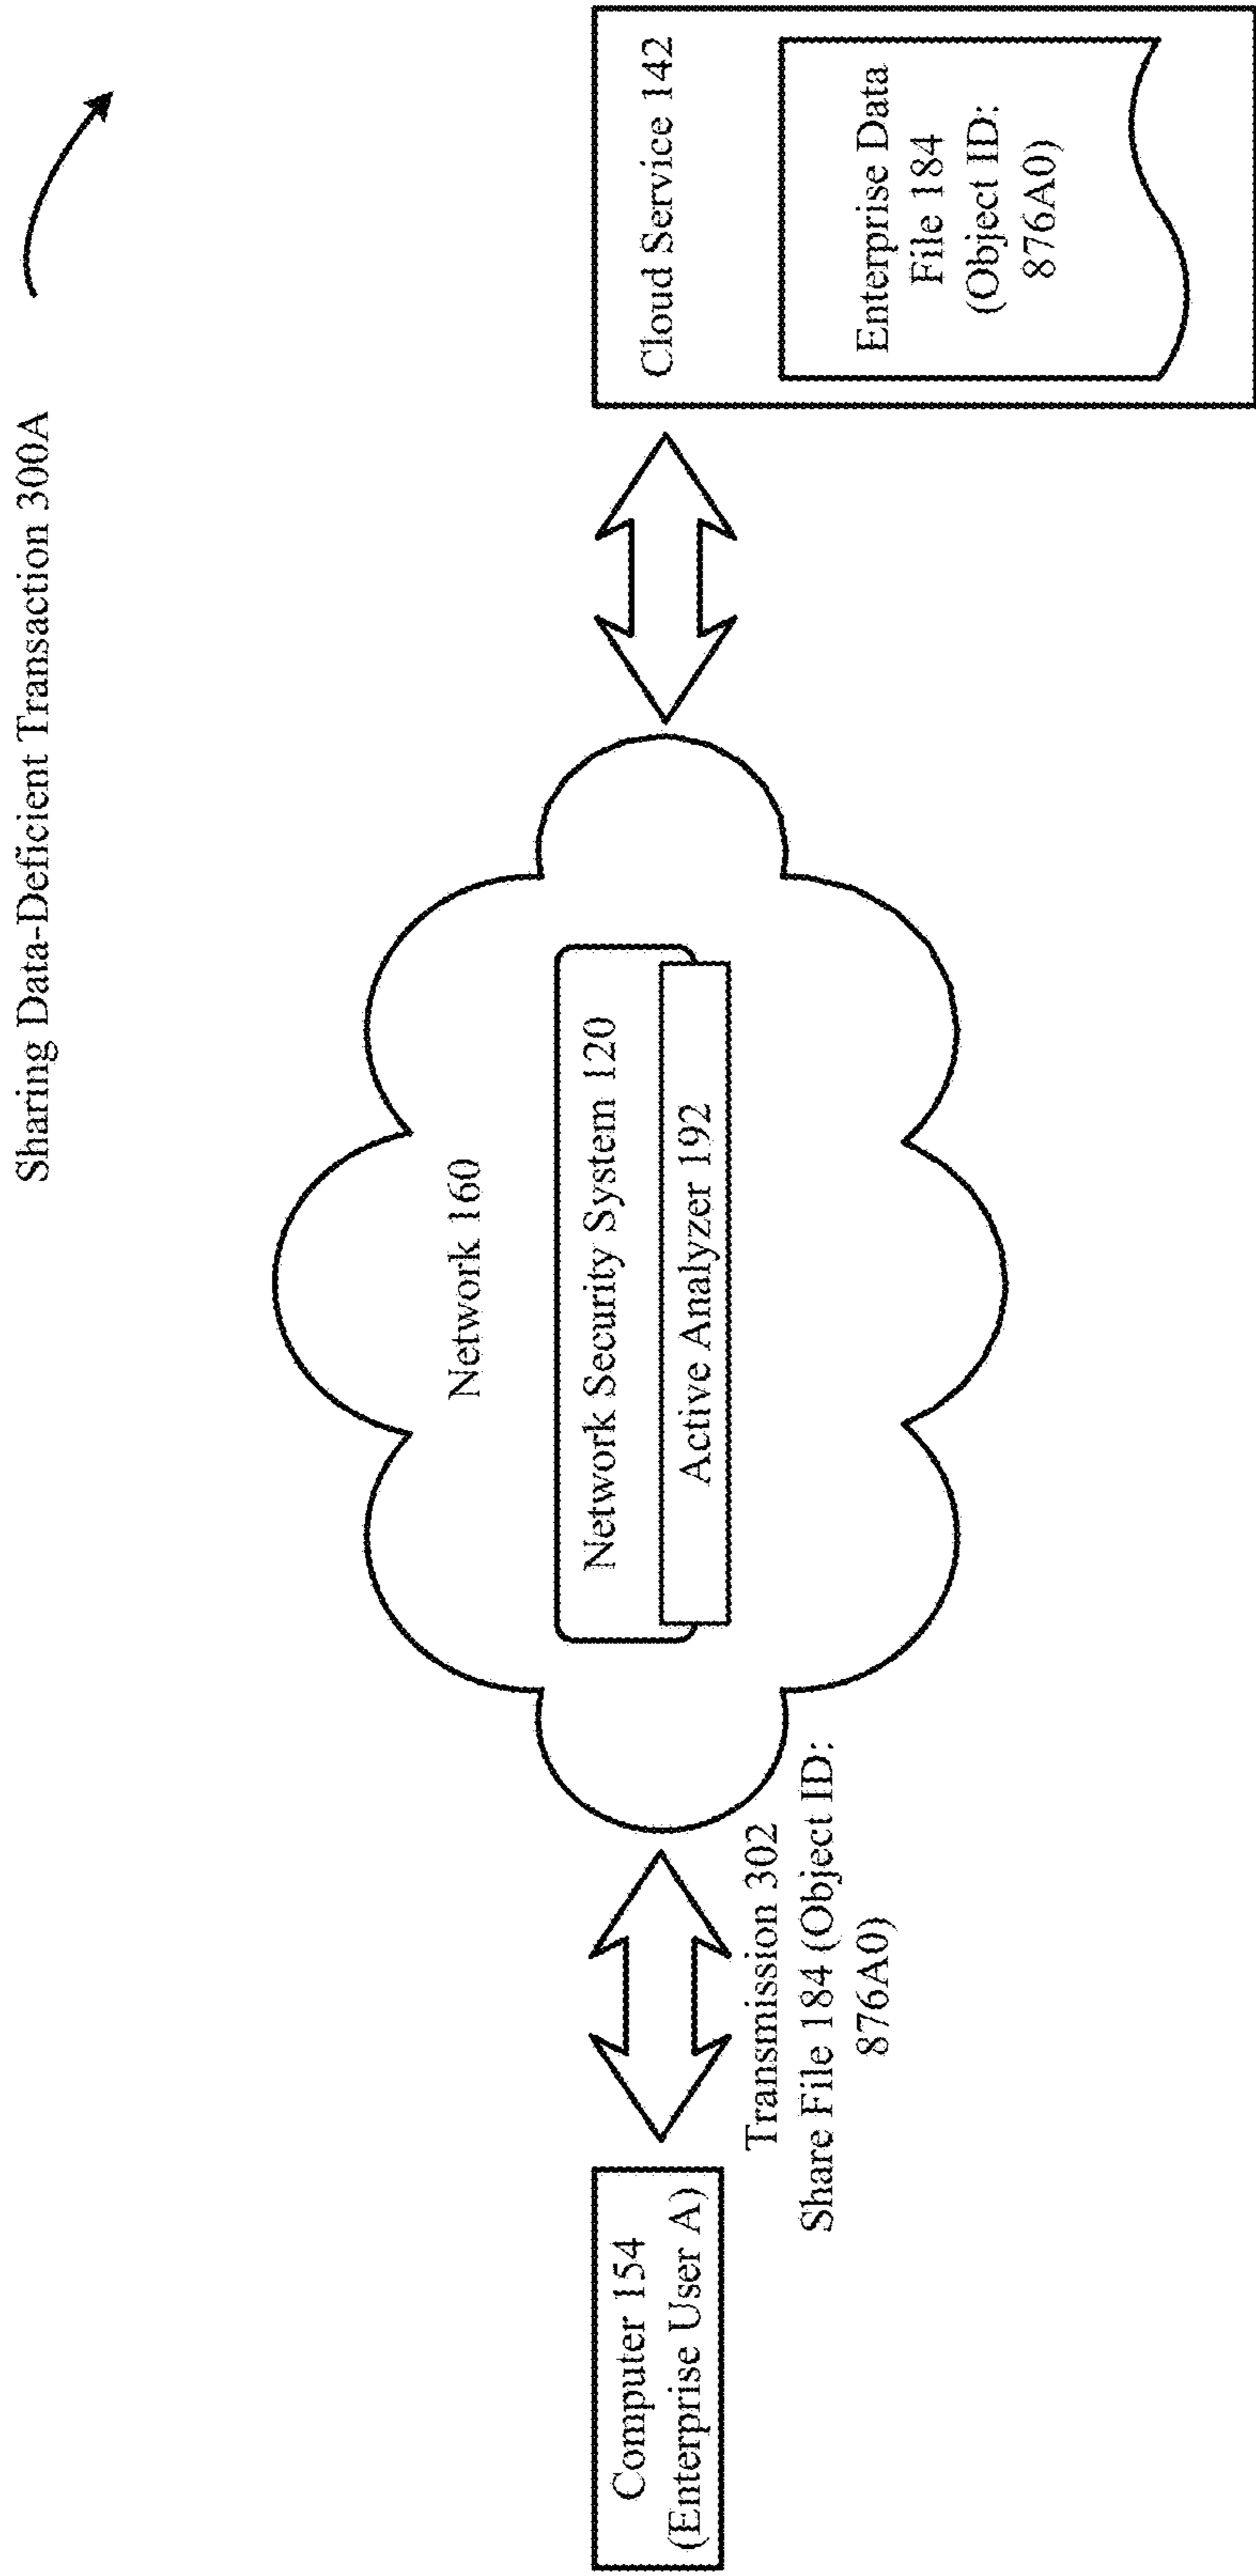 Sharing Data-Deficient Transaction 300A
Computer 154
(Enterprise User A)
Transmission 302
Share File 184 (Object ID:
876A0)
Network 160
Network Security System 120
Active Analyzer 192
Cloud Service 142
Enterprise Data
File 184
(Object ID:
876A0)